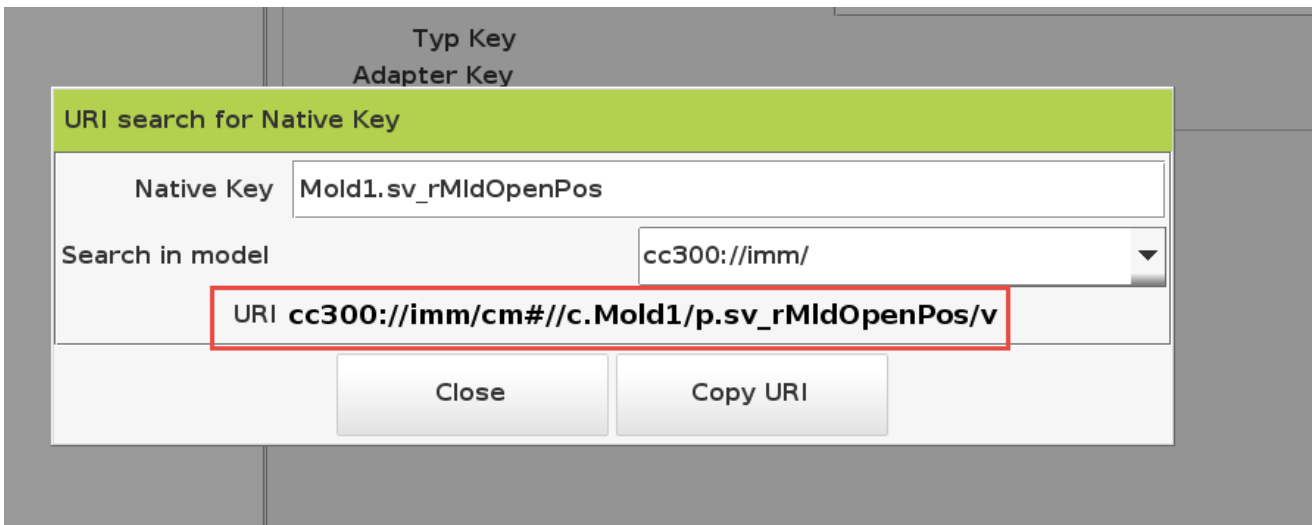 Typ Key
Adapter Key
URI search for Native Key
Native Key Mold1.sv_rMldOpenPos
Search in model cc300://imm/
URI cc300://imm/cm#//c.Mold1/p.sv_rMldOpenPos/v
Close Copy URI